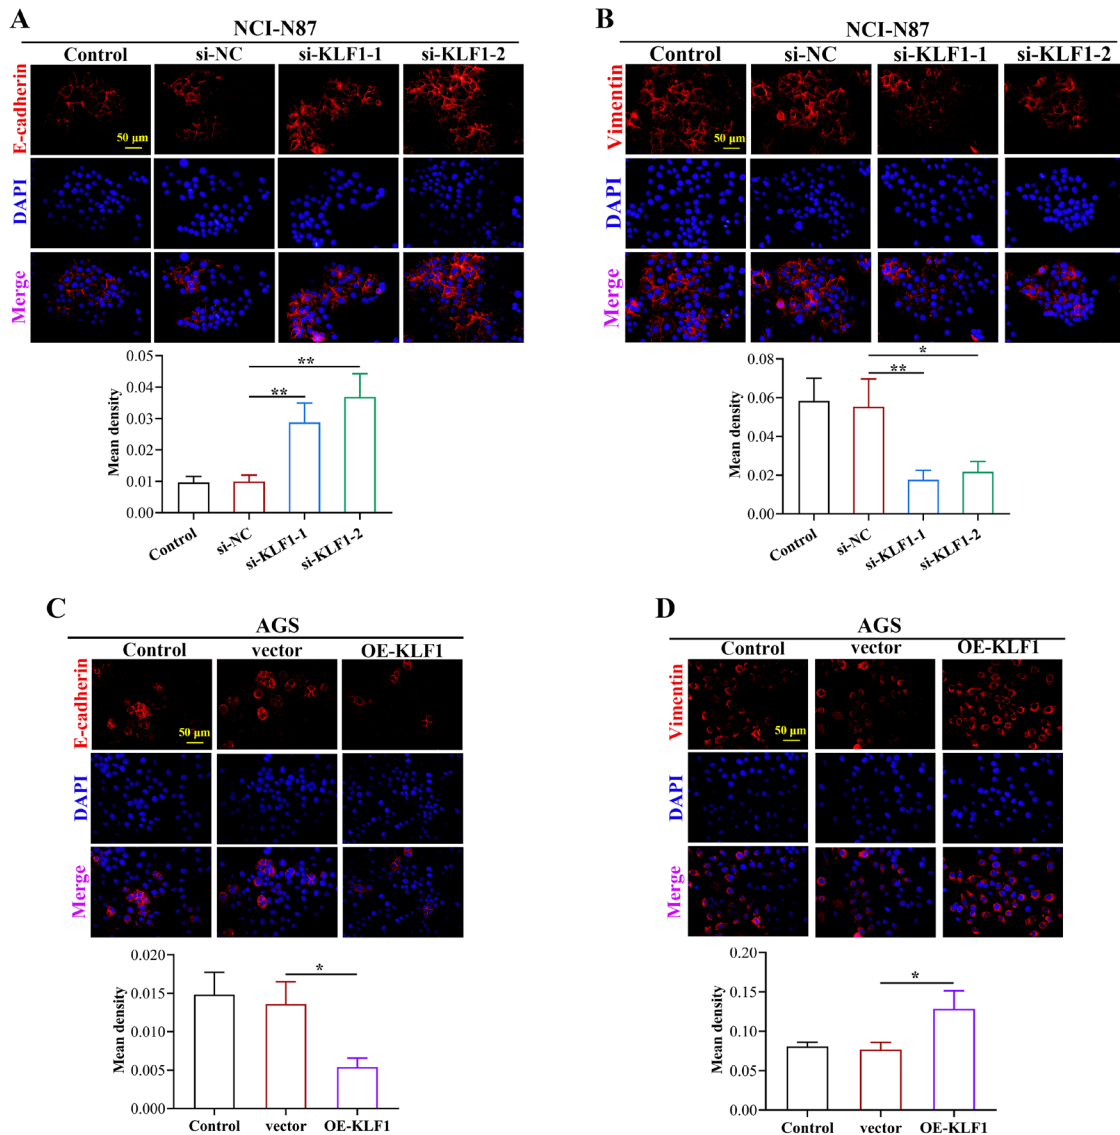 A
NCI-N87
Control si-NC si-KLF1-1 si-KLF1-2
E-cadherin
50 μm
DAPI
Merge
0.05
0.04
0.03
0.02
0.01
0.00
Mean density
**
**
Control
si-NC
si-KLF1-1
si-KLF1-2
B
NCI-N87
Control si-NC si-KLF1-1 si-KLF1-2
Vimentin
50 μm
DAPI
Merge
0.08
0.06
0.04
0.02
0.00
Mean density
*
**
Control
si-NC
si-KLF1-1
si-KLF1-2
C
AGS
Control vector OE-KLF1
E-cadherin
50 μm
DAPI
Merge
0.020
0.015
0.010
0.005
0.000
Mean density
*
Control vector OE-KLF1
D
AGS
Control vector OE-KLF1
Vimentin
50 μm
DAPI
Merge
0.20
0.15
0.10
0.05
0.00
Mean density
*
Control vector OE-KLF1